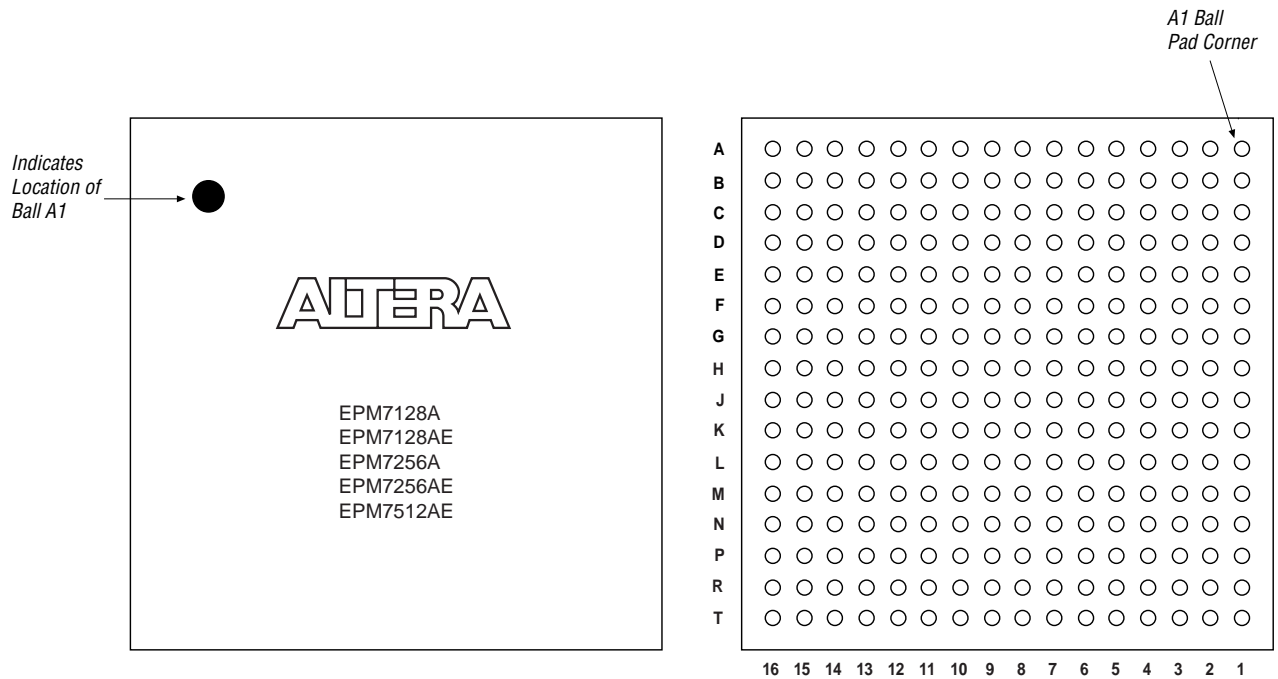 A1 Ball
Pad Corner
Indicates
Location of
Ball A1
ALTERA
EPM7128A
EPM7128AE
EPM7256A
EPM7256AE
EPM7512AE
A
B
C
D
E
F
G
H
J
K
L
M
N
P
R
T
16 15 14 13 12 11 10 9 8 7 6 5 4 3 2 1